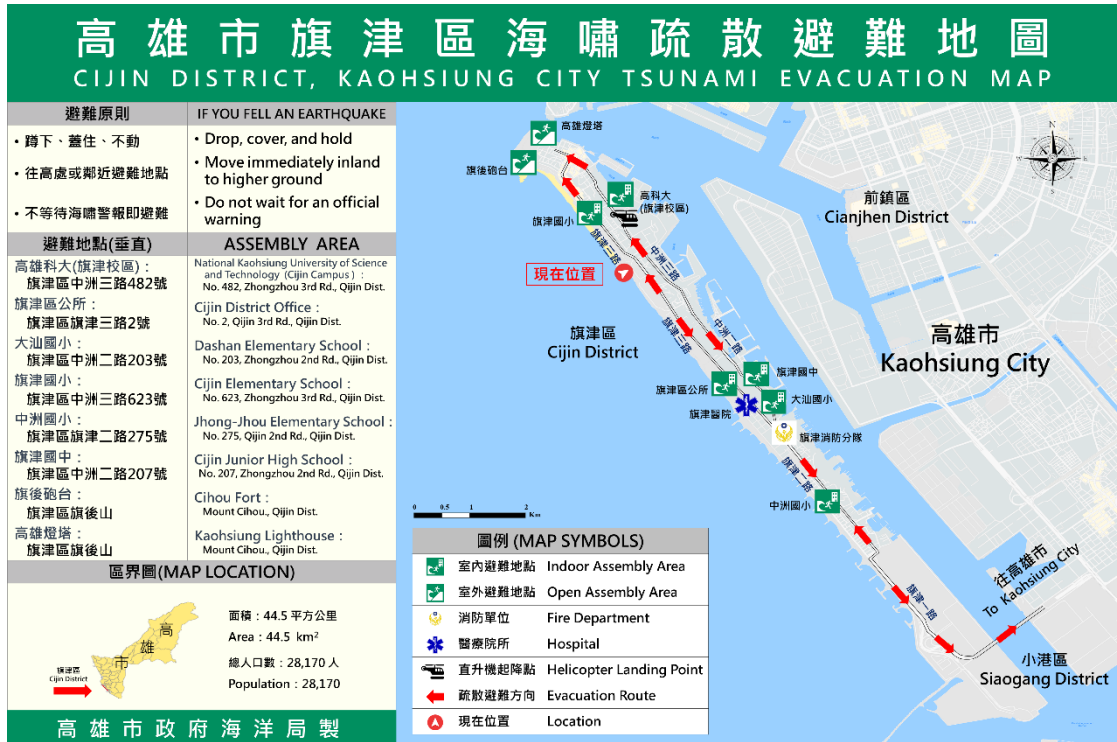 高雄市旗津區海嘯疏散避難地圖
CIJIN DISTRICT, KAOHSIUNG CITY TSUNAMI EVACUATION MAP
避難原則
IF YOU FELL AN EARTHQUAKE
• 蹲下、蓋住、不動
• Drop, cover, and hold
• 往高處或鄰近避難地點
• Move immediately inland
to higher ground
• 不等待海嘯警報即避難
• Do not wait for an official
warning
避難地點(垂直)
ASSEMBLY AREA
高雄科大(旗津校區)：
旗津區中洲三路482號
National Kaohsiung University of Science
and Technology (Cijin Campus)：
No. 482, Zhongzhou 3rd Rd., Qijin Dist.
旗津區公所：
旗津區旗津三路2號
Cijin District Office：
No. 2, Qijin 3rd Rd., Qijin Dist.
大汕國小：
旗津區中洲二路203號
Dashan Elementary School：
No. 203, Zhongzhou 2nd Rd., Qijin Dist.
旗津國小：
旗津區中洲三路623號
Cijin Elementary School：
No. 623, Zhongzhou 3rd Rd., Qijin Dist.
中洲國小：
旗津區旗津二路275號
Jhong-Jhou Elementary School：
No. 275, Qijin 2nd Rd., Qijin Dist.
旗津國中：
旗津區中洲二路207號
Cijin Junior High School：
No. 207, Zhongzhou 2nd Rd., Qijin Dist.
旗後砲台：
旗津區旗後山
Cihou Fort：
Mount Cihou, Qijin Dist.
高雄燈塔：
旗津區旗後山
Kaohsiung Lighthouse：
Mount Cihou., Qijin Dist.
區界圖(MAP LOCATION)
高
雄
市
旗津區
Cijin District
面積：44.5 平方公里
Area：44.5 km²
總人口數：28,170 人
Population：28,170
高雄市政府海洋局製
高雄燈塔
旗後砲台
高科大
(旗津校區)
旗津國小
旗津三路
中洲三路
現在位置
旗津區
Cijin District
旗津三路
中洲二路
旗津國中
旗津區公所
大汕國小
旗津醫院
旗津消防分隊
旗津二路
中洲國小
旗津一路
往高雄市
To Kaohsiung City
小港區
Siaogang District
前鎮區
Cianjhen District
高雄市
Kaohsiung City
N
W
E
S
0 0.5 1 2
Km
圖例 (MAP SYMBOLS)
室內避難地點 Indoor Assembly Area
室外避難地點 Open Assembly Area
消防單位 Fire Department
醫療院所 Hospital
直升機起降點 Helicopter Landing Point
疏散避難方向 Evacuation Route
現在位置 Location